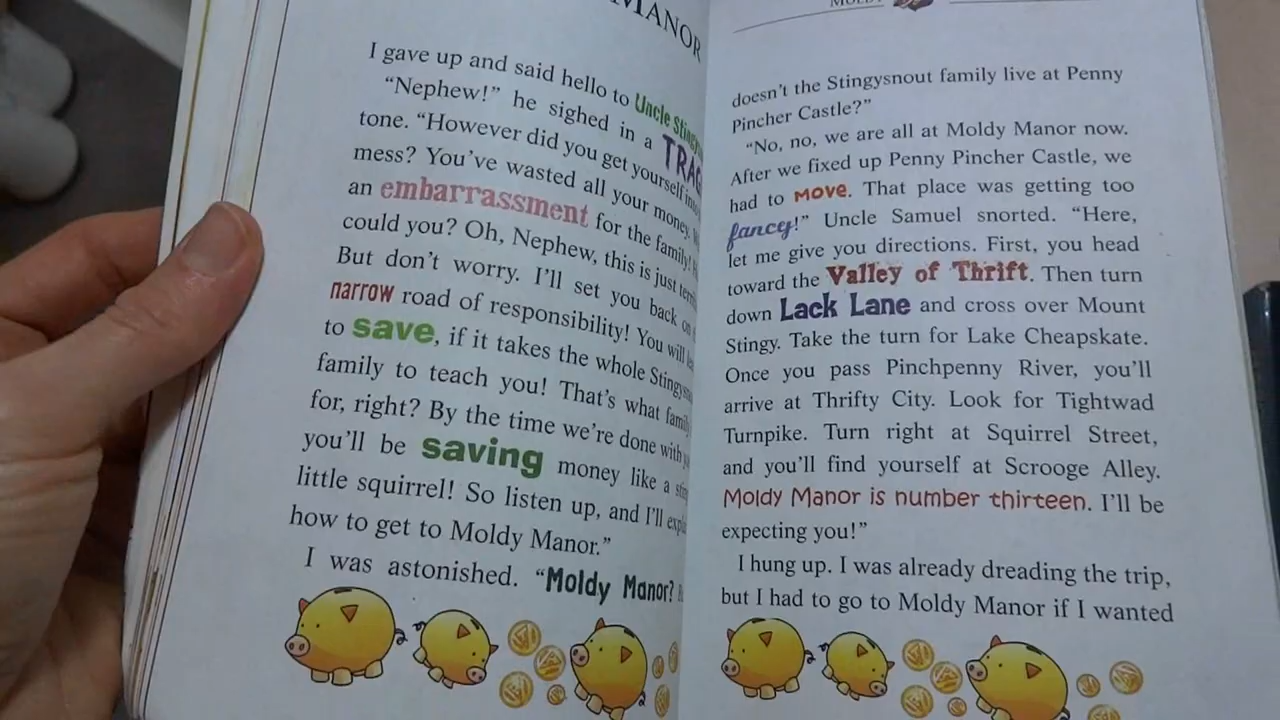 MANOR
I gave up and said hello to Uncle
"Nephew!" he sighed in a
tone. "However did you get yourself into
mess? You've wasted all your money.
an embarrassment for the family!
could you? Oh, Nephew, this is just
But don't worry. I'll set you back on
narrow road of responsibility! You will
to save, if it takes the whole
family to teach you! That's what
for, right? By the time we're done with
you'll be saving money like a
little squirrel! So listen up, and I'll
how to get to Moldy Manor."
I was astonished. "Moldy Manor?
doesn't the Stingysnout family live at Penny
Pincher Castle?"
"No, no, we are all at Moldy Manor now.
After we fixed up Penny Pincher Castle, we
had to move. That place was getting too
fancy!" Uncle Samuel snorted. "Here,
let me give you directions. First, you head
toward the Valley of Thrift. Then turn
down Lack Lane and cross over Mount
Stingy. Take the turn for Lake Cheapskate.
Once you pass Pinchpenny River, you'll
arrive at Thrifty City. Look for Tightwad
Turnpike. Turn right at Squirrel Street,
and you'll find yourself at Scrooge Alley.
Moldy Manor is number thirteen. I'll be
expecting you!"
I hung up. I was already dreading the trip,
but I had to go to Moldy Manor if I wanted